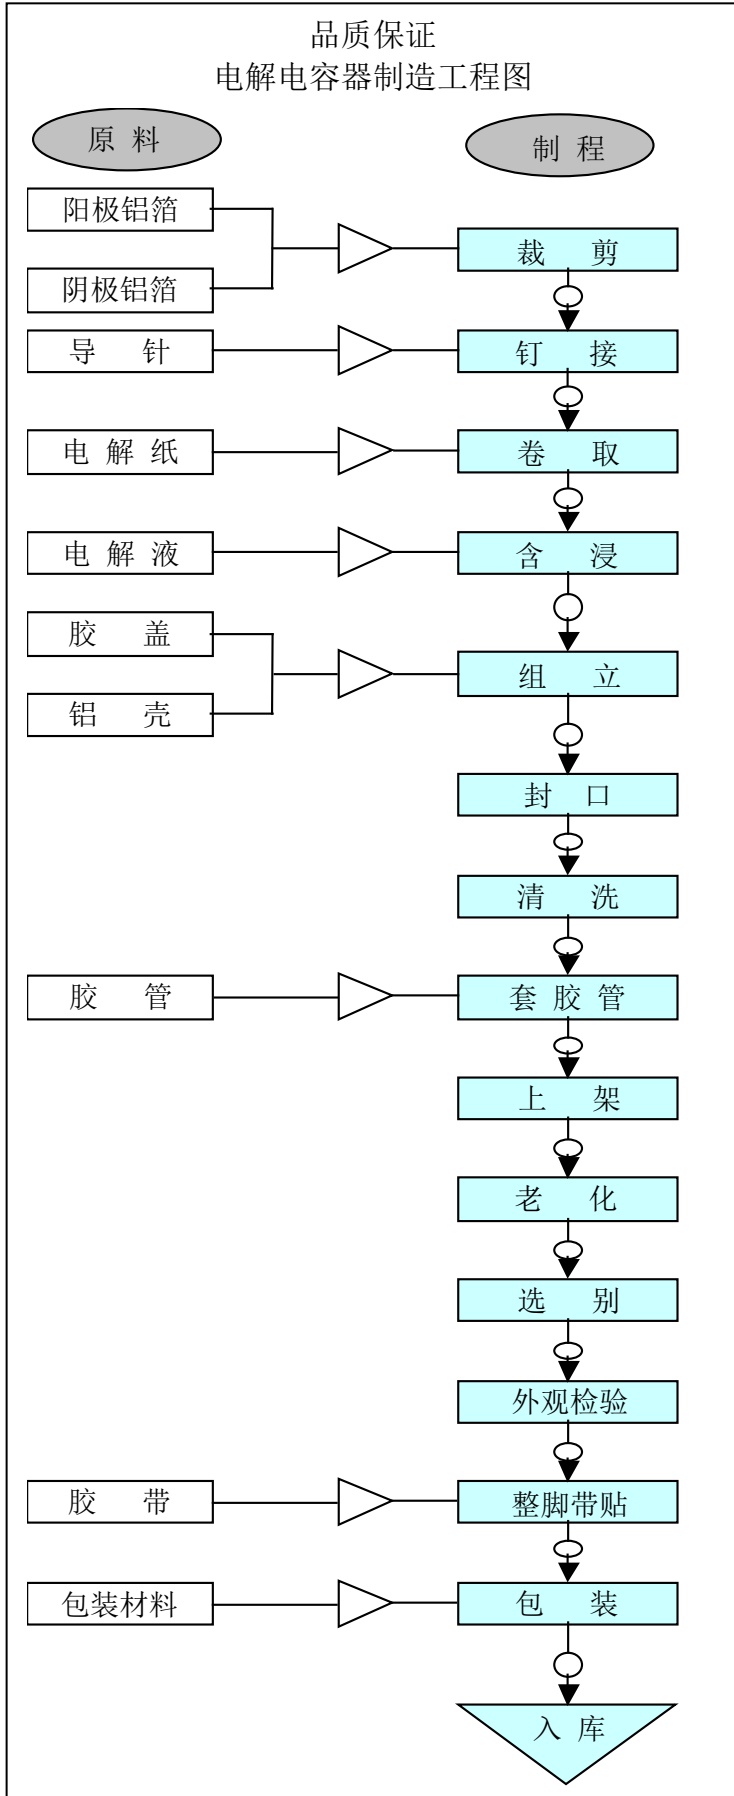 品质保证
电解电容器制造工程图
原 料
制 程
阳极铝箔
裁 剪
阴极铝箔
导 针
钉 接
电 解 纸
卷 取
电 解 液
含 浸
胶 盖
组 立
铝 壳
封 口
清 洗
胶 管
套 胶 管
上 架
老 化
选 别
外观检验
胶 带
整脚带贴
包装材料
包 装
入 库